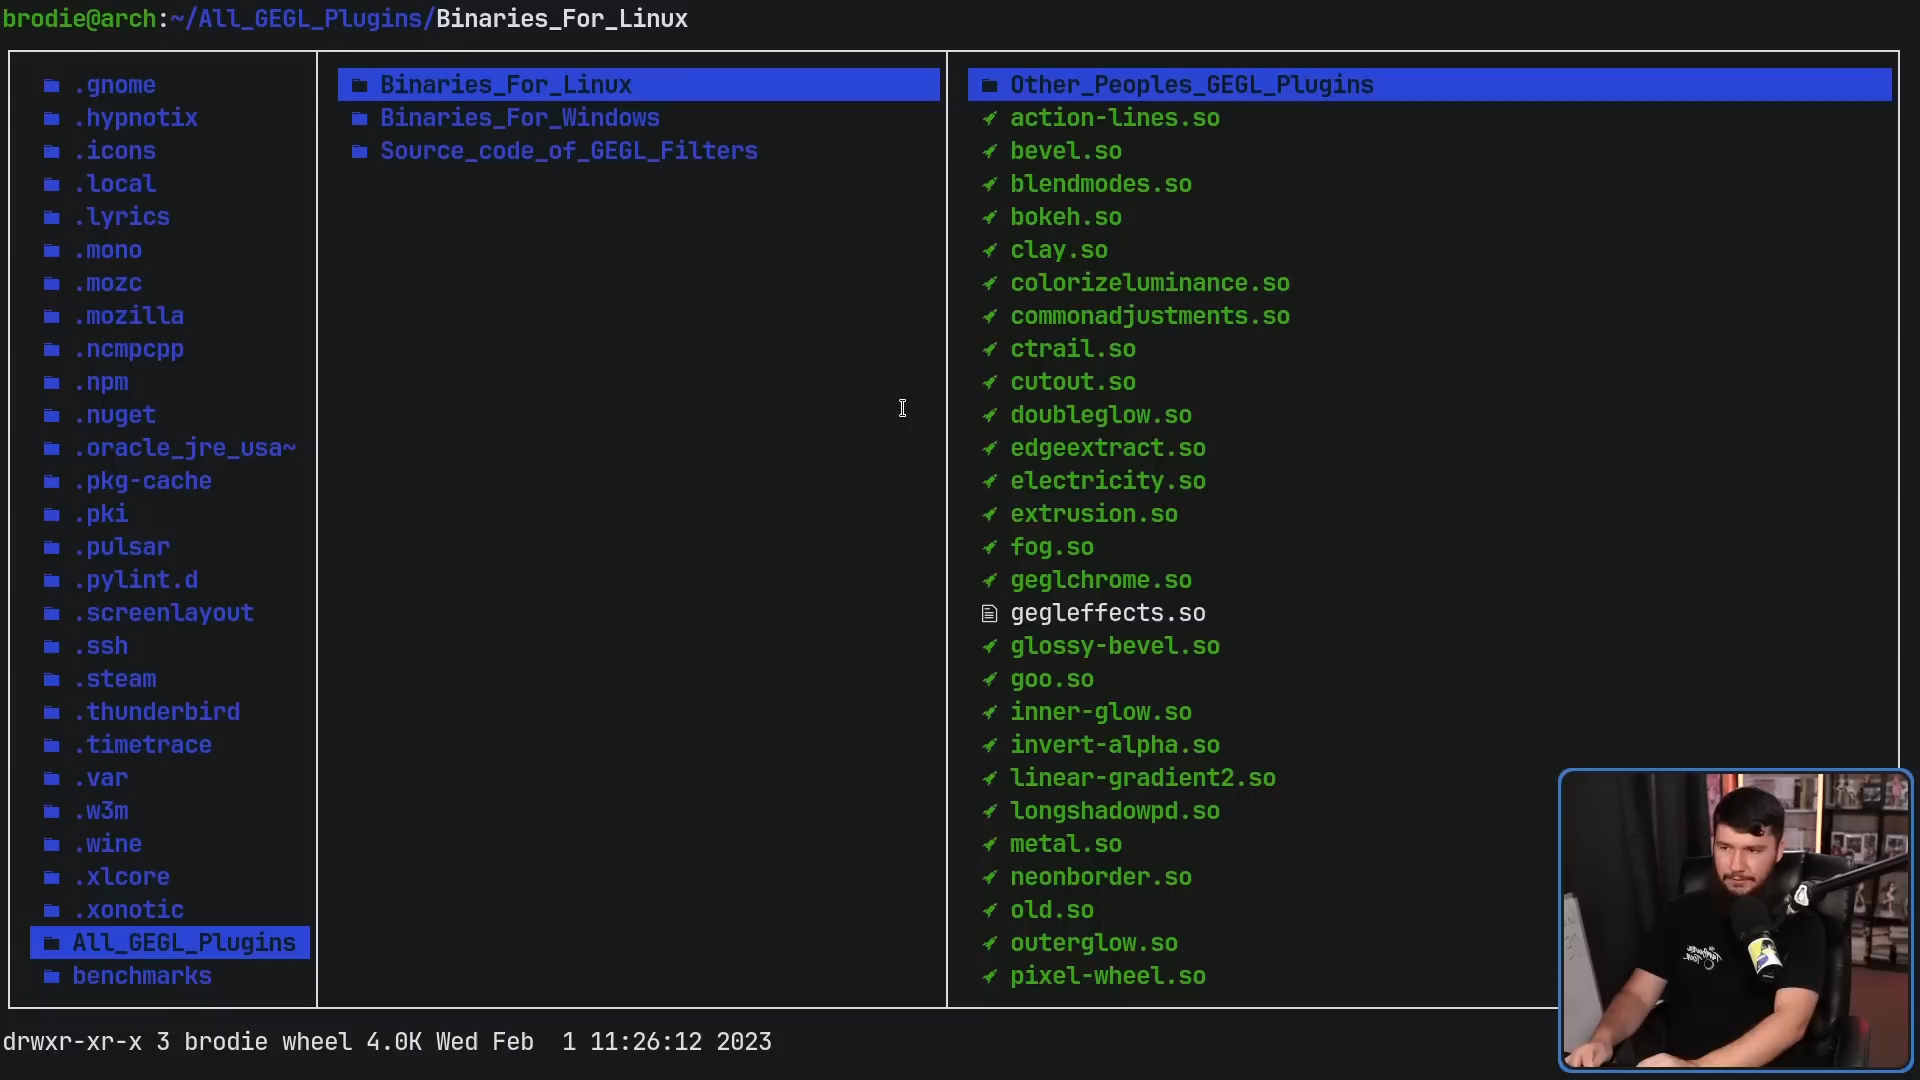 brodie@arch:~/All_GEGL_Plugins/Binaries_For_Linux
.gnome
.hypnotix
.icons
.local
.lyrics
.mono
.mozc
.mozilla
.ncmpcpp
.npm
.nuget
.oracle_jre_usa~
.pkg-cache
.pki
.pulsar
.pylint.d
.screenlayout
.ssh
.steam
.thunderbird
.timetrace
.var
.w3m
.wine
.xlcore
.xonotic
All_GEGL_Plugins
benchmarks
Binaries_For_Linux
Binaries_For_Windows
Source_code_of_GEGL_Filters
Other_Peoples_GEGL_Plugins
action-lines.so
bevel.so
blendmodes.so
bokeh.so
clay.so
colorizeluminance.so
commonadjustments.so
ctrail.so
cutout.so
doubleglow.so
edgeextract.so
electricity.so
extrusion.so
fog.so
geglchrome.so
gegleffects.so
glossy-bevel.so
goo.so
inner-glow.so
invert-alpha.so
linear-gradient2.so
longshadowpd.so
metal.so
neonborder.so
old.so
outerglow.so
pixel-wheel.so
drwxr-xr-x 3 brodie wheel 4.0K Wed Feb  1 11:26:12 2023